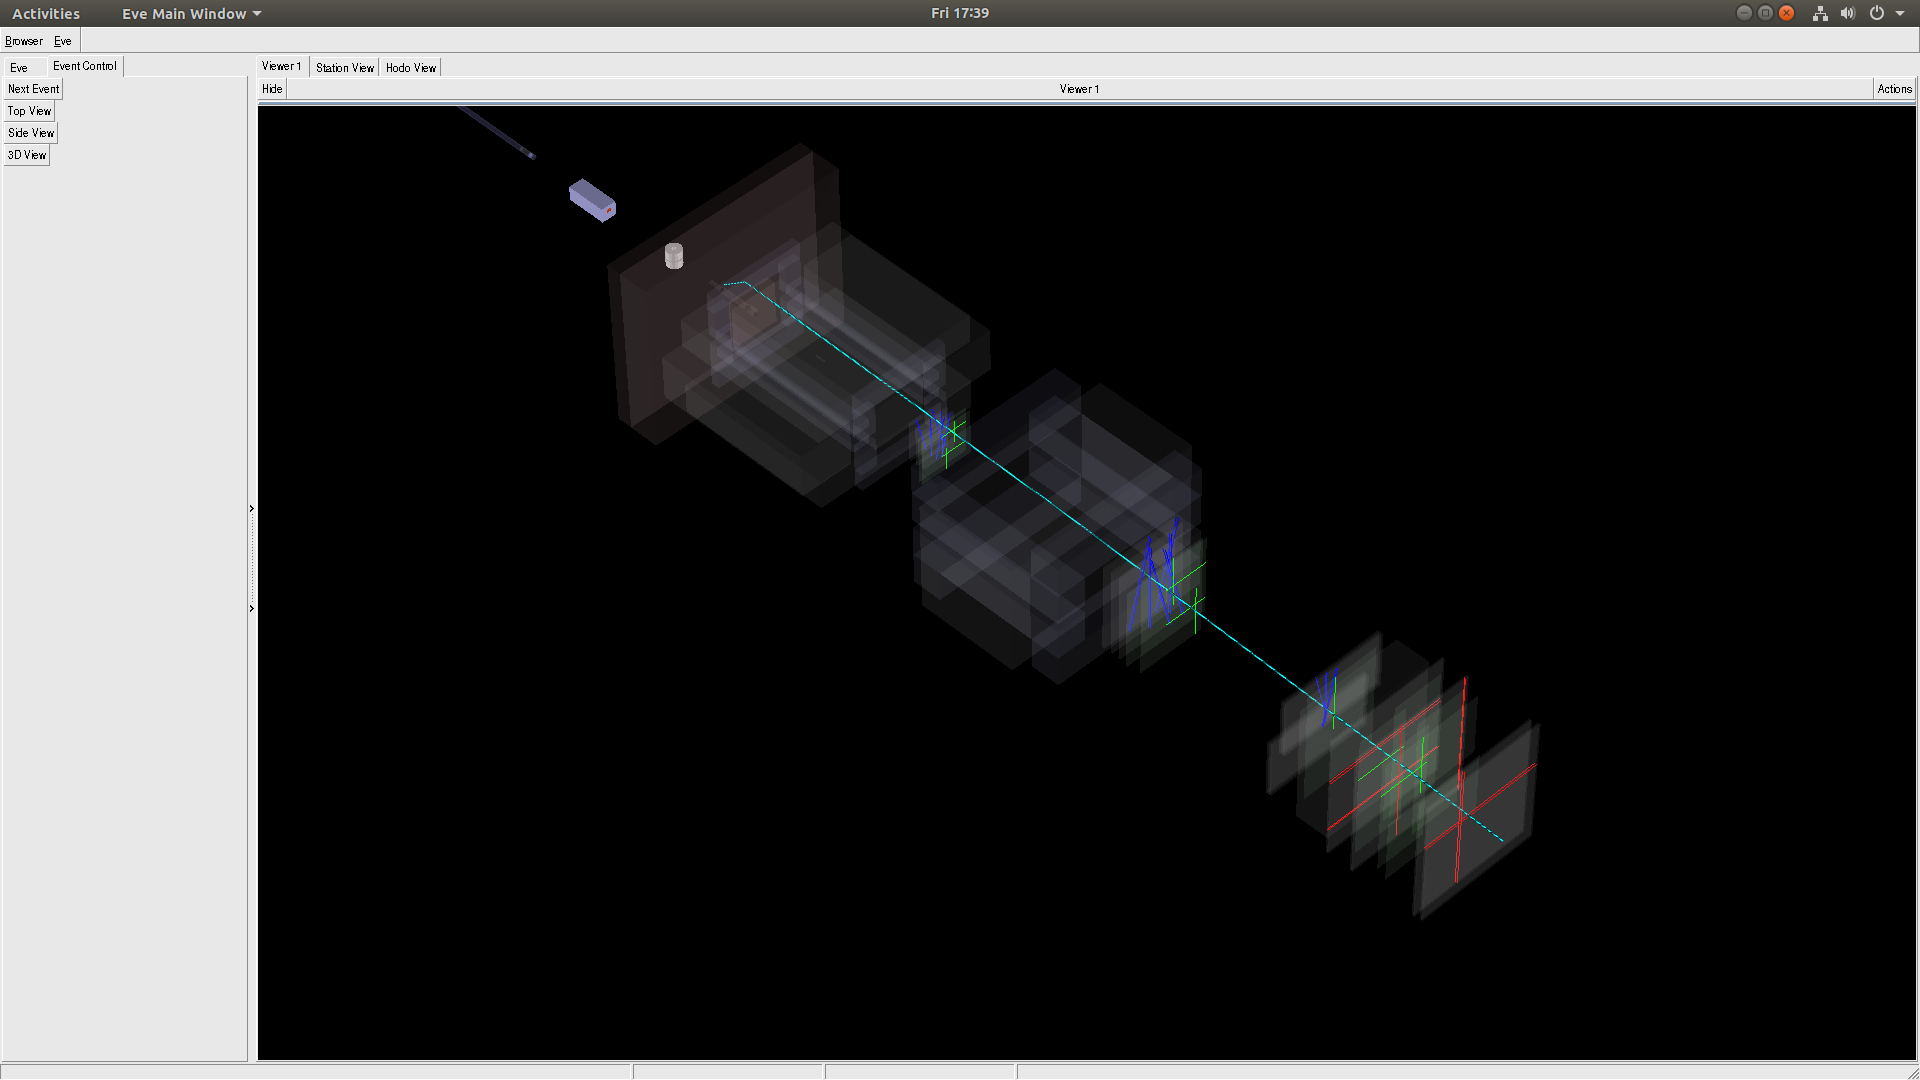 Activities Eve Main Window Fri 17:39
Browser Eve
Eve Event Control Viewer 1 Station View Hodo View
Next Event Hide Viewer 1 Actions
Top View
Side View
3D View